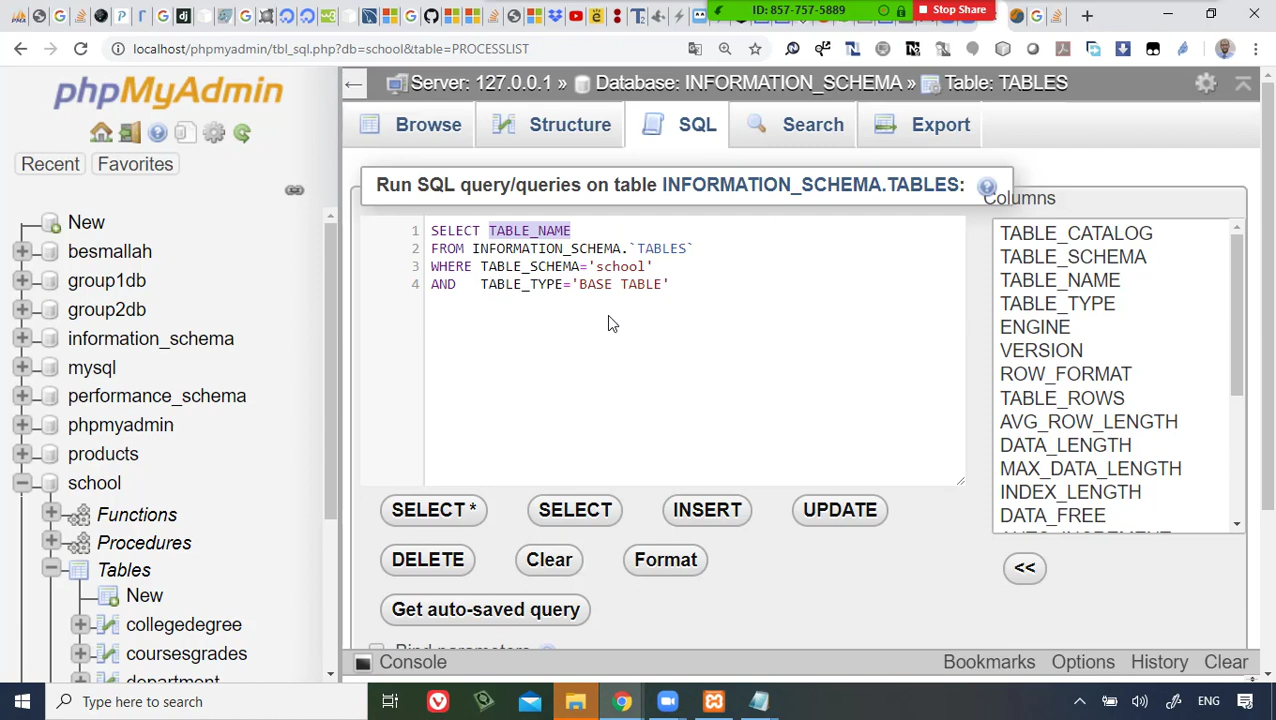 ID: 857-757-5889
Stop Share
localhost/phpmyadmin/tbl_sql.php?db=school&table=PROCESSLIST
phpMyAdmin
Recent
Favorites
New
besmallah
group1db
group2db
information_schema
mysql
performance_schema
phpmyadmin
products
school
Functions
Procedures
Tables
New
collegedegree
coursesgrades
department
Server: 127.0.0.1 » Database: INFORMATION_SCHEMA » Table: TABLES
Browse
Structure
SQL
Search
Export
Run SQL query/queries on table INFORMATION_SCHEMA.TABLES:
1 SELECT TABLE_NAME
2 FROM INFORMATION_SCHEMA.`TABLES`
3 WHERE TABLE_SCHEMA='school'
4 AND   TABLE_TYPE='BASE TABLE'
Columns
TABLE_CATALOG
TABLE_SCHEMA
TABLE_NAME
TABLE_TYPE
ENGINE
VERSION
ROW_FORMAT
TABLE_ROWS
AVG_ROW_LENGTH
DATA_LENGTH
MAX_DATA_LENGTH
INDEX_LENGTH
DATA_FREE
AUTO_INCREMENT
<<
SELECT *
SELECT
INSERT
UPDATE
DELETE
Clear
Format
Get auto-saved query
Bind parameters
Console
Bookmarks
Options
History
Clear
Type here to search
ENG